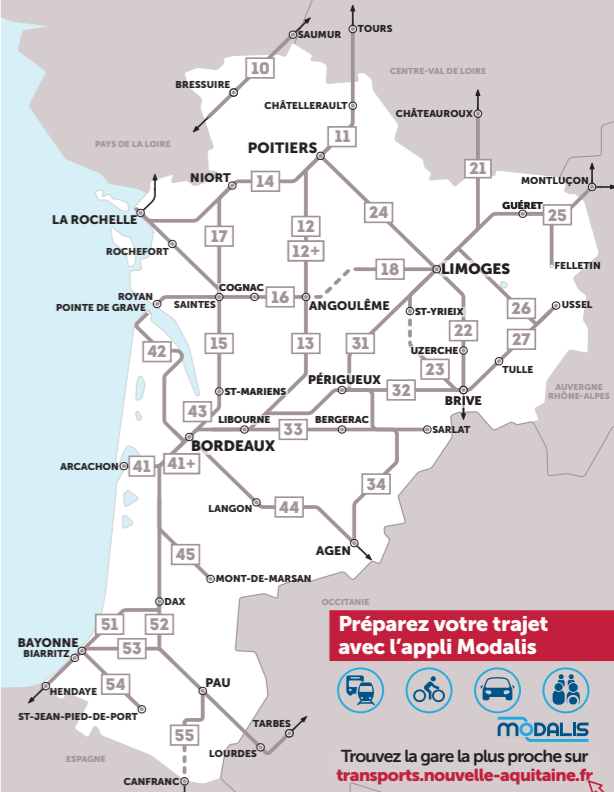 SAUMUR
TOURS
10
CENTRE-VAL DE LOIRE
BRESSUIRE
CHÂTELLERAULT
CHÂTEAUROUX
11
PAYS DE LA LOIRE
POITIERS
21
NIORT
14
MONTLUÇON
GUÉRET
24
25
LA ROCHELLE
12
17
12+
ROCHEFORT
18
LIMOGES
FELLETIN
COGNAC
ROYAN
POINTE DE GRAVE
SAINTES
16
ANGOULÊME
ST-YRIEIX
26
USSEL
22
27
42
15
13
31
UZERCHE
23
TULLE
PÉRIGUEUX
32
ST-MARIENS
BRIVE
AUVERGNE
RHÔNE-ALPES
43
LIBOURNE
33
BERGERAC
SARLAT
BORDEAUX
ARCACHON
41
41+
34
LANGON
44
AGEN
45
MONT-DE-MARSAN
DAX
OCCITANIE
51
52
BAYONNE
BIARRITZ
53
54
HENDAYE
PAU
ST-JEAN-PIED-DE-PORT
55
TARBES
LOURDES
ESPAGNE
CANFRANC
Préparez votre trajet
avec l'appli Modalis
MODALIS
Trouvez la gare la plus proche sur
transports.nouvelle-aquitaine.fr